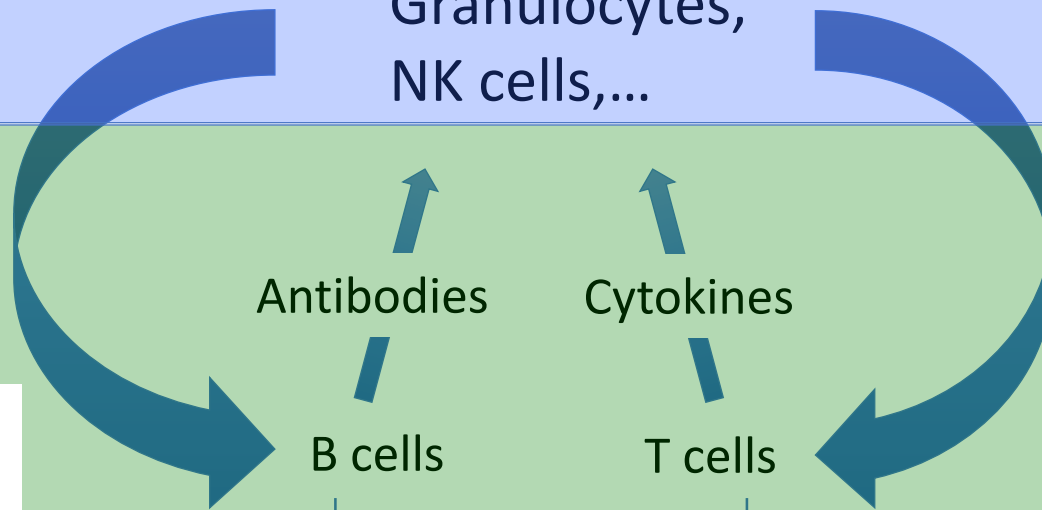 Granulocytes,
NK cells,...
Antibodies
Cytokines
B cells
T cells